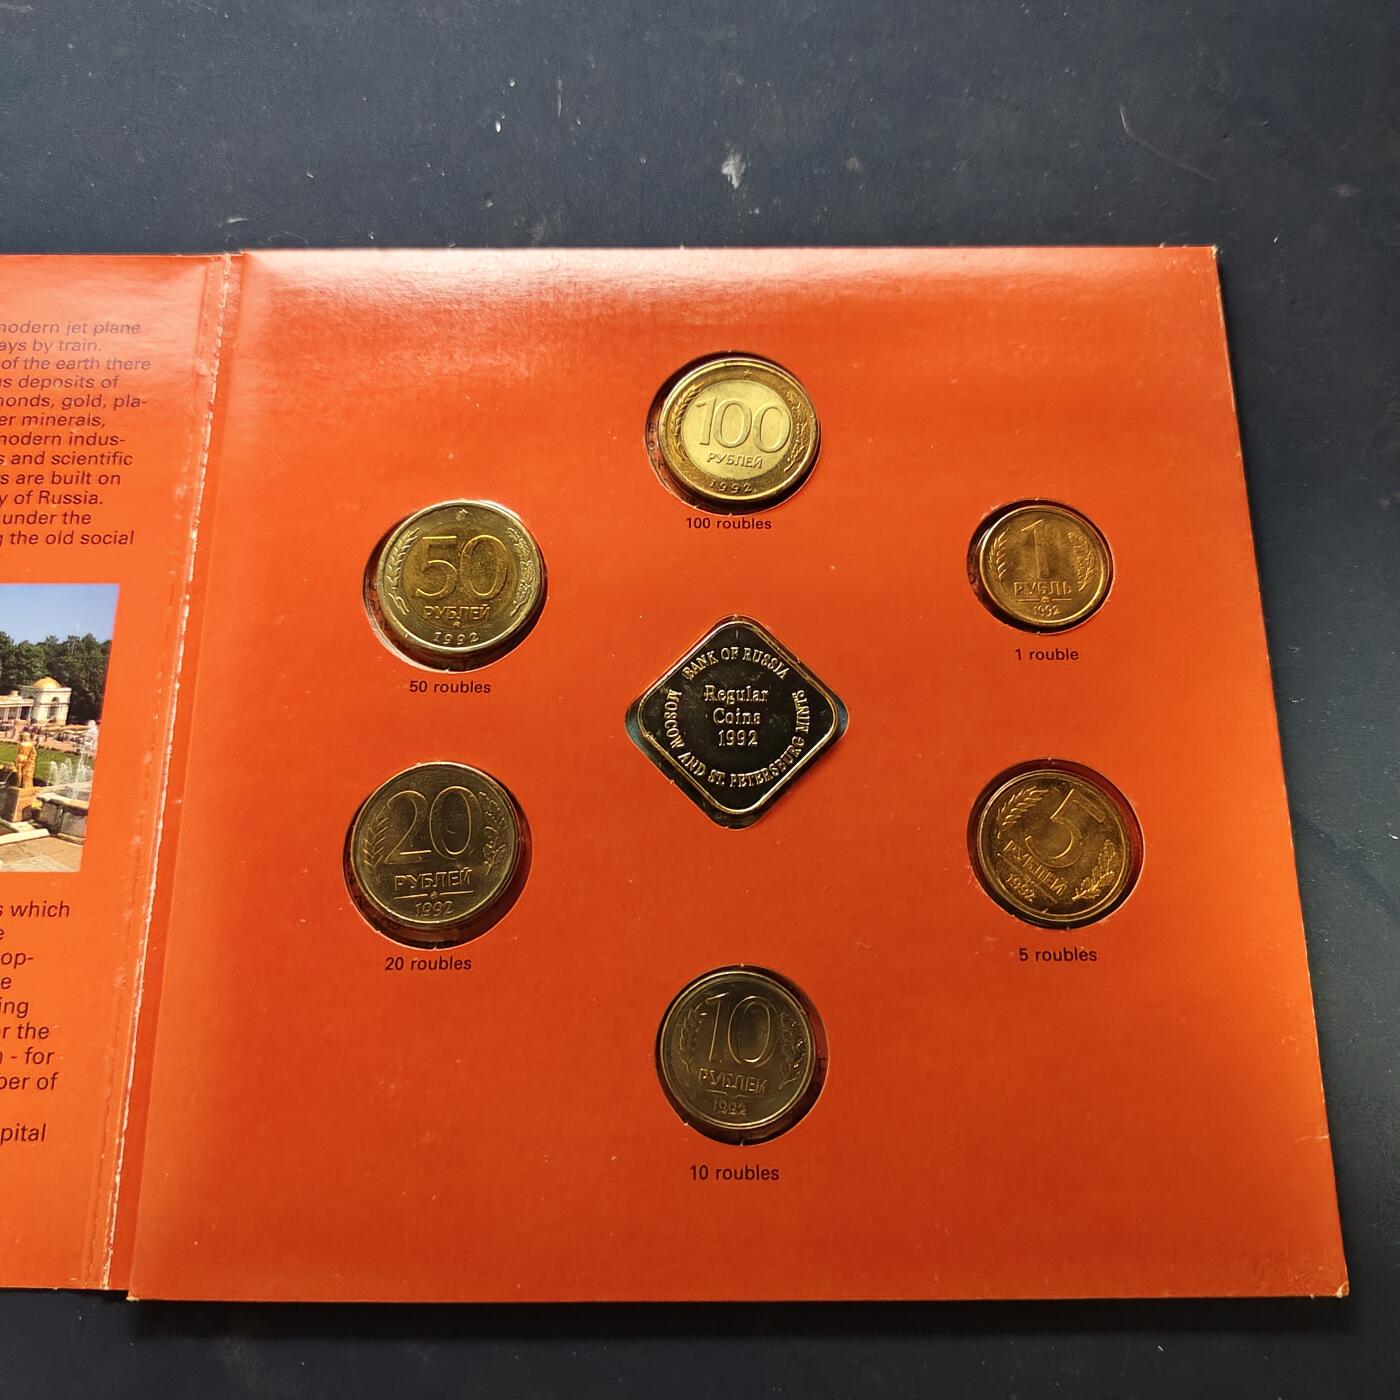 modern jet plane
ays by train.
of the earth there
us deposits of
monds, gold, pla-
er minerals,
modern indus-
s and scientific
rs are built on
y of Russia.
under the
g the old social
s which
e
op-
e
ing
r the
n - for
ber of
pital
100
РУБЛЕЙ
1992
100 roubles
50
РУБЛЕЙ
1992
50 roubles
1
РУБЛЬ
1992
1 rouble
BANK OF RUSSIA
Regular
Coins
1992
MOSCOW AND ST. PETERSBURG MINTS
20
РУБЛЕЙ
1992
20 roubles
5
РУБЛЕЙ
1992
5 roubles
10
РУБЛЕЙ
1992
10 roubles